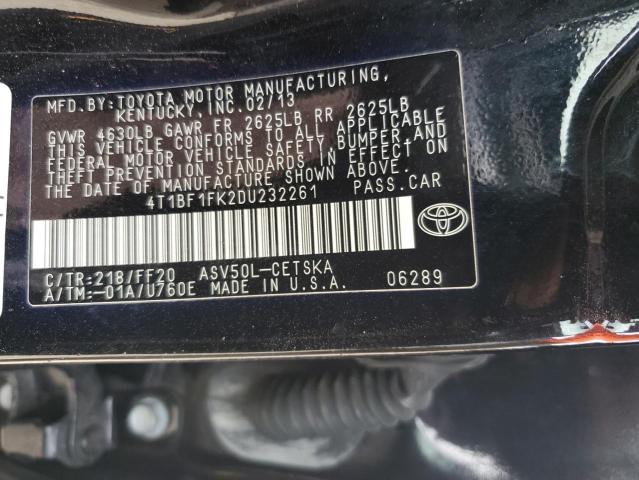 MFD.BY:TOYOTA MOTOR MANUFACTURING,
KENTUCKY, INC. 02/13
GVWR 4630LB GAWR FR 2625LB RR 2625LB
THIS VEHICLE CONFORMS TO ALL APPLICABLE
FEDERAL MOTOR VEHICLE SAFETY, BUMPER, AND
THEFT PREVENTION STANDARDS IN EFFECT ON
THE DATE OF MANUFACTURE SHOWN ABOVE.
4T1BF1FK2DU232261 PASS.CAR
TOYOTA
C/TR:218/FF20 ASV50L-CETSKA
A/TM:-01A/U760E MADE IN U.S.A. 06289